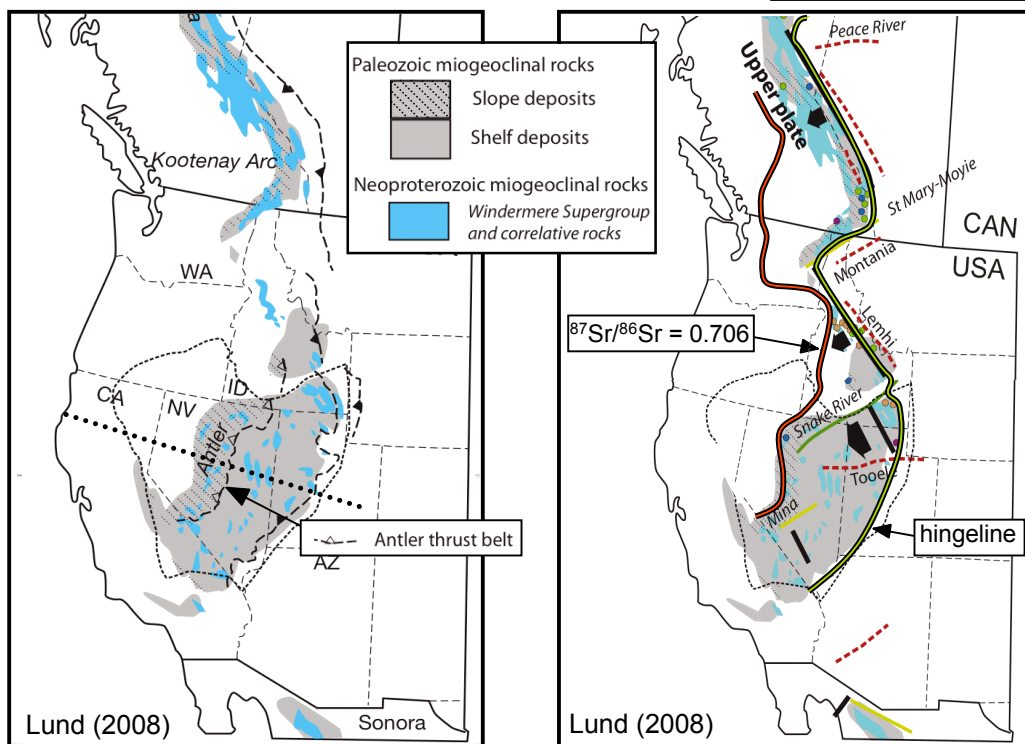 Paleozoic miogeoclinal rocks
Slope deposits
Shelf deposits
Neoproterozoic miogeoclinal rocks
Windermere Supergroup
and correlative rocks
Kootenay Arc
WA
ID
CA
NV
Antler
Antler thrust belt
AZ
Sonora
Lund (2008)
Peace River
Upper plate
St Mary-Moyie
CAN
USA
Montania
Lemhi
87Sr/86Sr = 0.706
Snake River
Tooele
Mina
hingeline
Lund (2008)